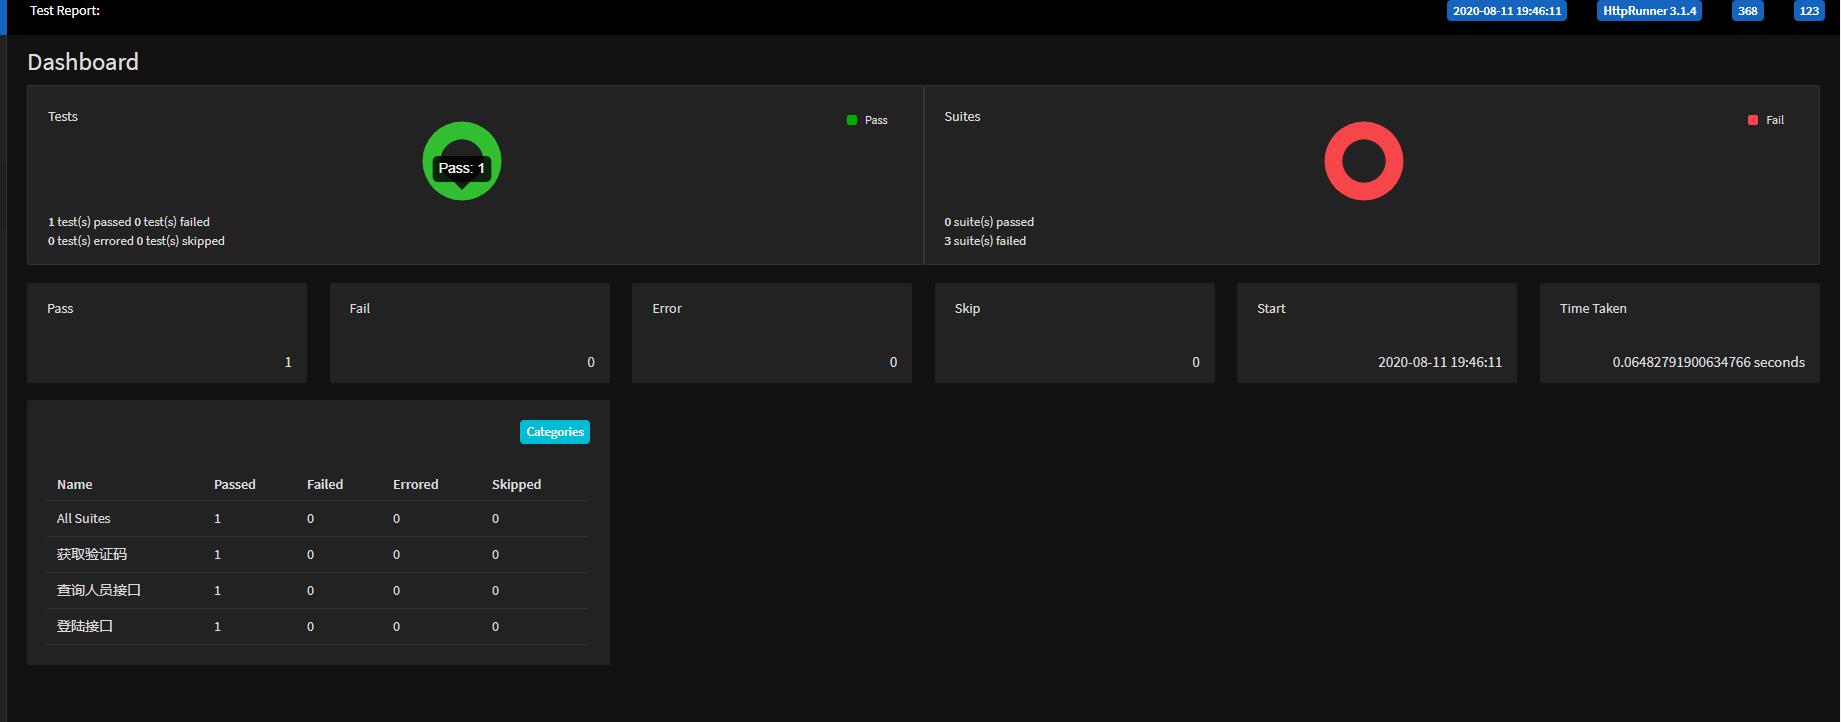 Test Report: 2020-08-11 19:46:11 HttpRunner 3.1.4 368 123
Dashboard
Tests
Pass
Pass: 1
1 test(s) passed 0 test(s) failed
0 test(s) errored 0 test(s) skipped
Suites
Fail
0 suite(s) passed
3 suite(s) failed
Pass
1
Fail
0
Error
0
Skip
0
Start
2020-08-11 19:46:11
Time Taken
0.06482791900634766 seconds
Categories
Name Passed Failed Errored Skipped
All Suites 1 0 0 0
获取验证码 1 0 0 0
查询人员接口 1 0 0 0
登陆接口 1 0 0 0